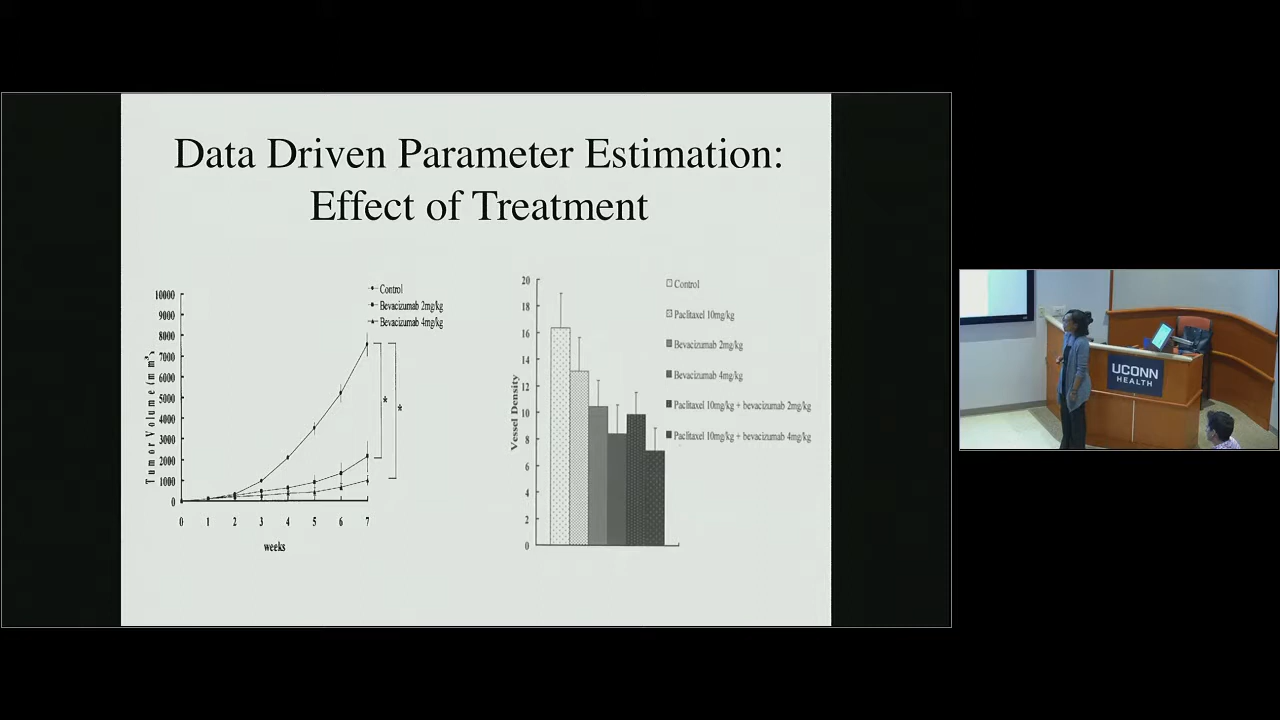 Data Driven Parameter Estimation:
Effect of Treatment
Control
Bevacizumab 2mg/kg
Bevacizumab 4mg/kg
10000
9000
8000
7000
6000
5000
4000
3000
2000
1000
0
Tumor Volume (mm³)
0 1 2 3 4 5 6 7
weeks
*
*
20
18
16
14
12
10
8
6
4
2
0
Vessel Density
Control
Paclitaxel 10mg/kg
Bevacizumab 2mg/kg
Bevacizumab 4mg/kg
Paclitaxel 10mg/kg + bevacizumab 2mg/kg
Paclitaxel 10mg/kg + bevacizumab 4mg/kg
UCONN
HEALTH